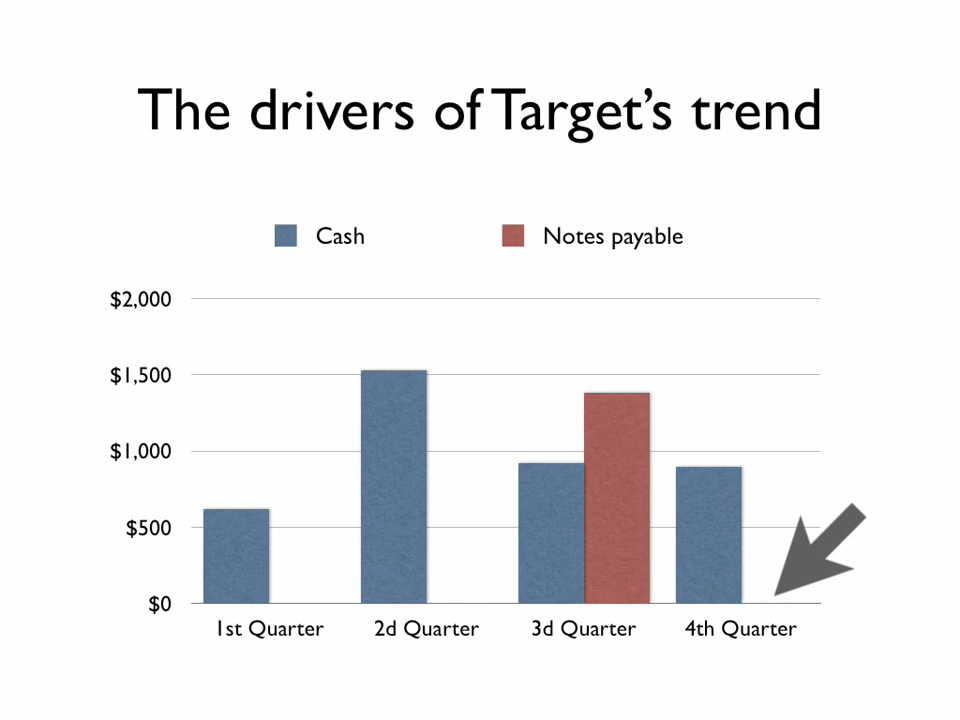 The drivers of Target’s trend
Cash Notes payable
$2,000
$1,500
$1,000
$500
$0
1st Quarter 2d Quarter 3d Quarter 4th Quarter